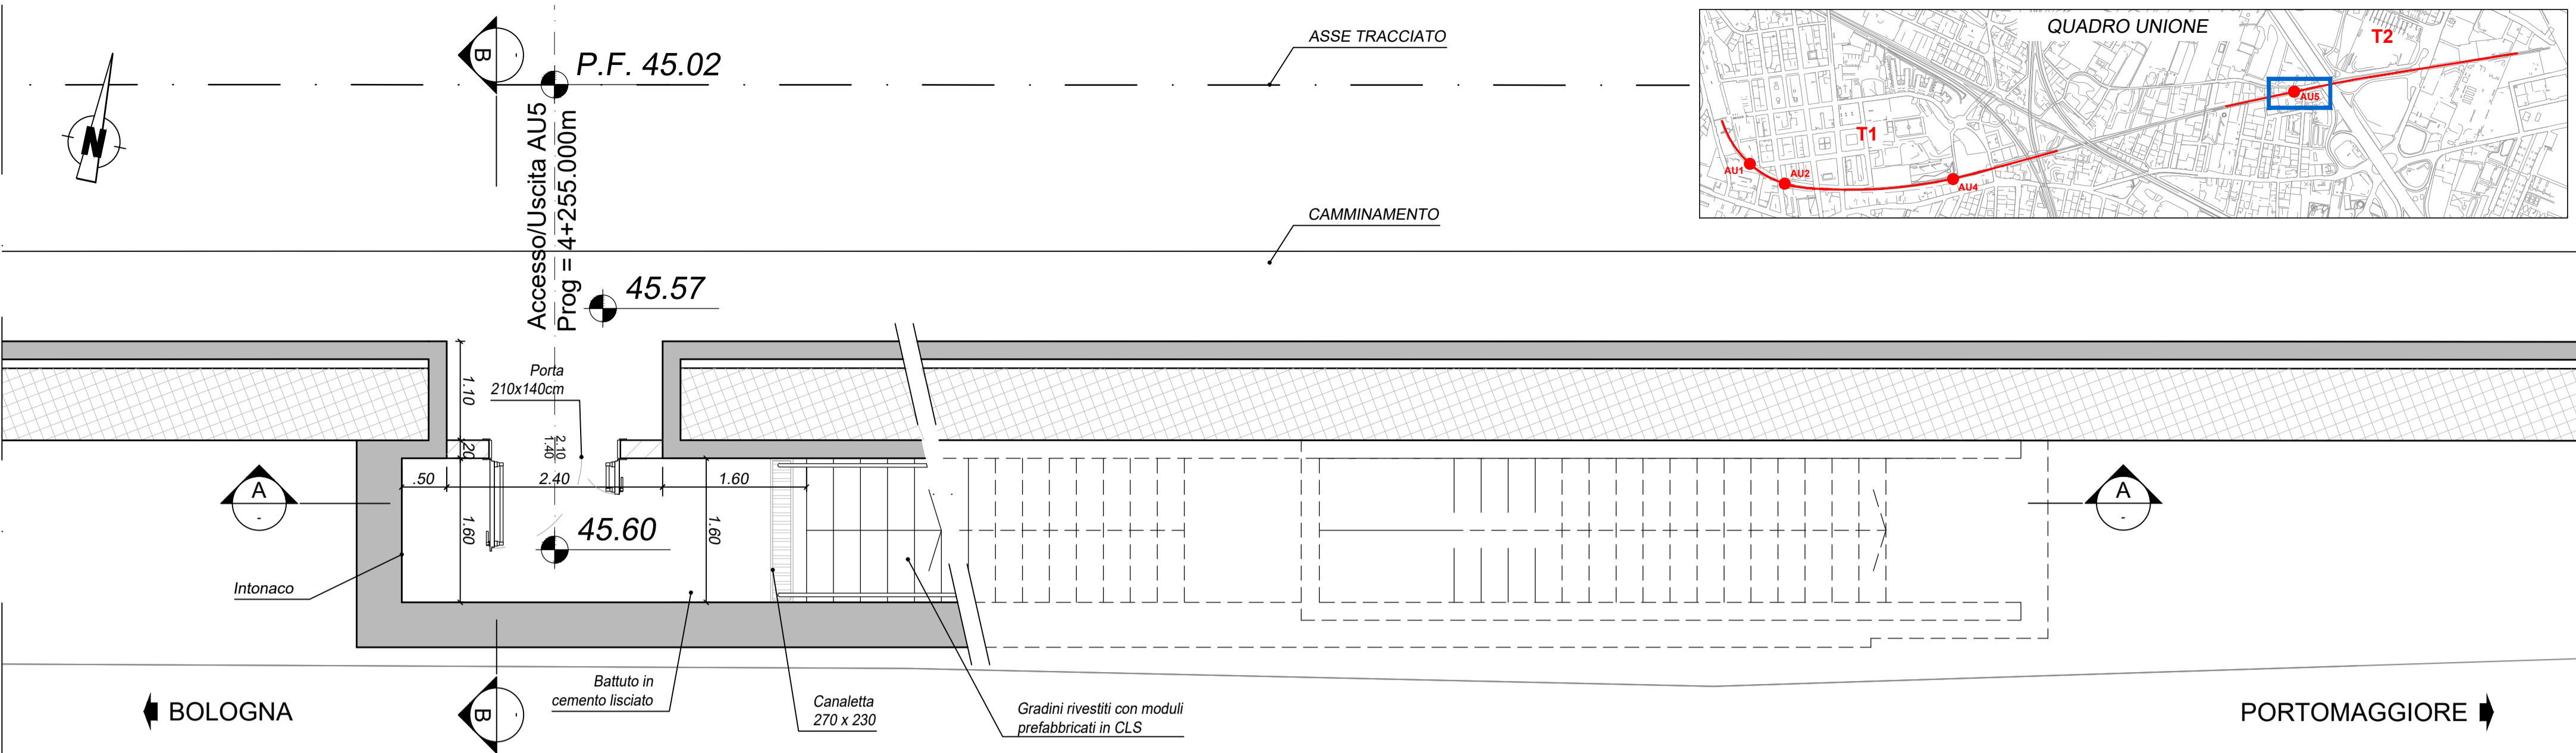 B
-
P.F. 45.02
ASSE TRACCIATO
QUADRO UNIONE
T2
AU5
T1
AU1
AU2
AU4
N
Accesso/Uscita AU5
Prog = 4+255.000m
CAMMINAMENTO
45.57
Porta
210x140cm
1.10
.20
2.10
1.40
A
-
.50
2.40
1.60
A
-
1.60
45.60
1.60
Intonaco
Battuto in
cemento lisciato
Canaletta
270 x 230
Gradini rivestiti con moduli
prefabbricati in CLS
BOLOGNA
B
-
PORTOMAGGIORE